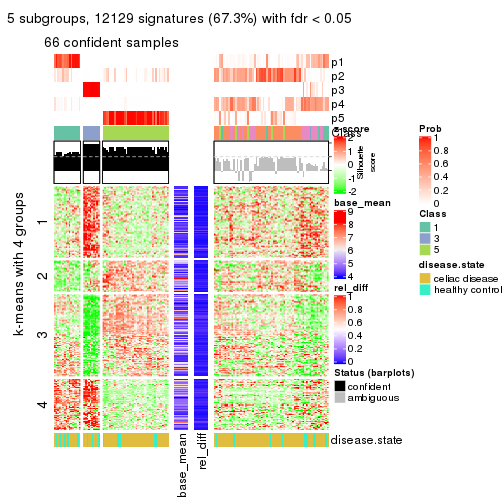 5 subgroups, 12129 signatures (67.3%) with fdr < 0.05
66 confident samples
p1
p2
p3
p4
p5
Class
z-score
2
1
0
-1
-2
Silhouette
score
base_mean
9
8
7
6
5
4
rel_diff
1
0.8
0.6
0.4
0.2
0
Status (barplots)
confident
ambiguous
Prob
1
0.8
0.6
0.4
0.2
0
Class
1
3
5
disease.state
celiac disease
healthy control
k-means with 4 groups
1
2
3
4
base_mean
rel_diff
disease.state